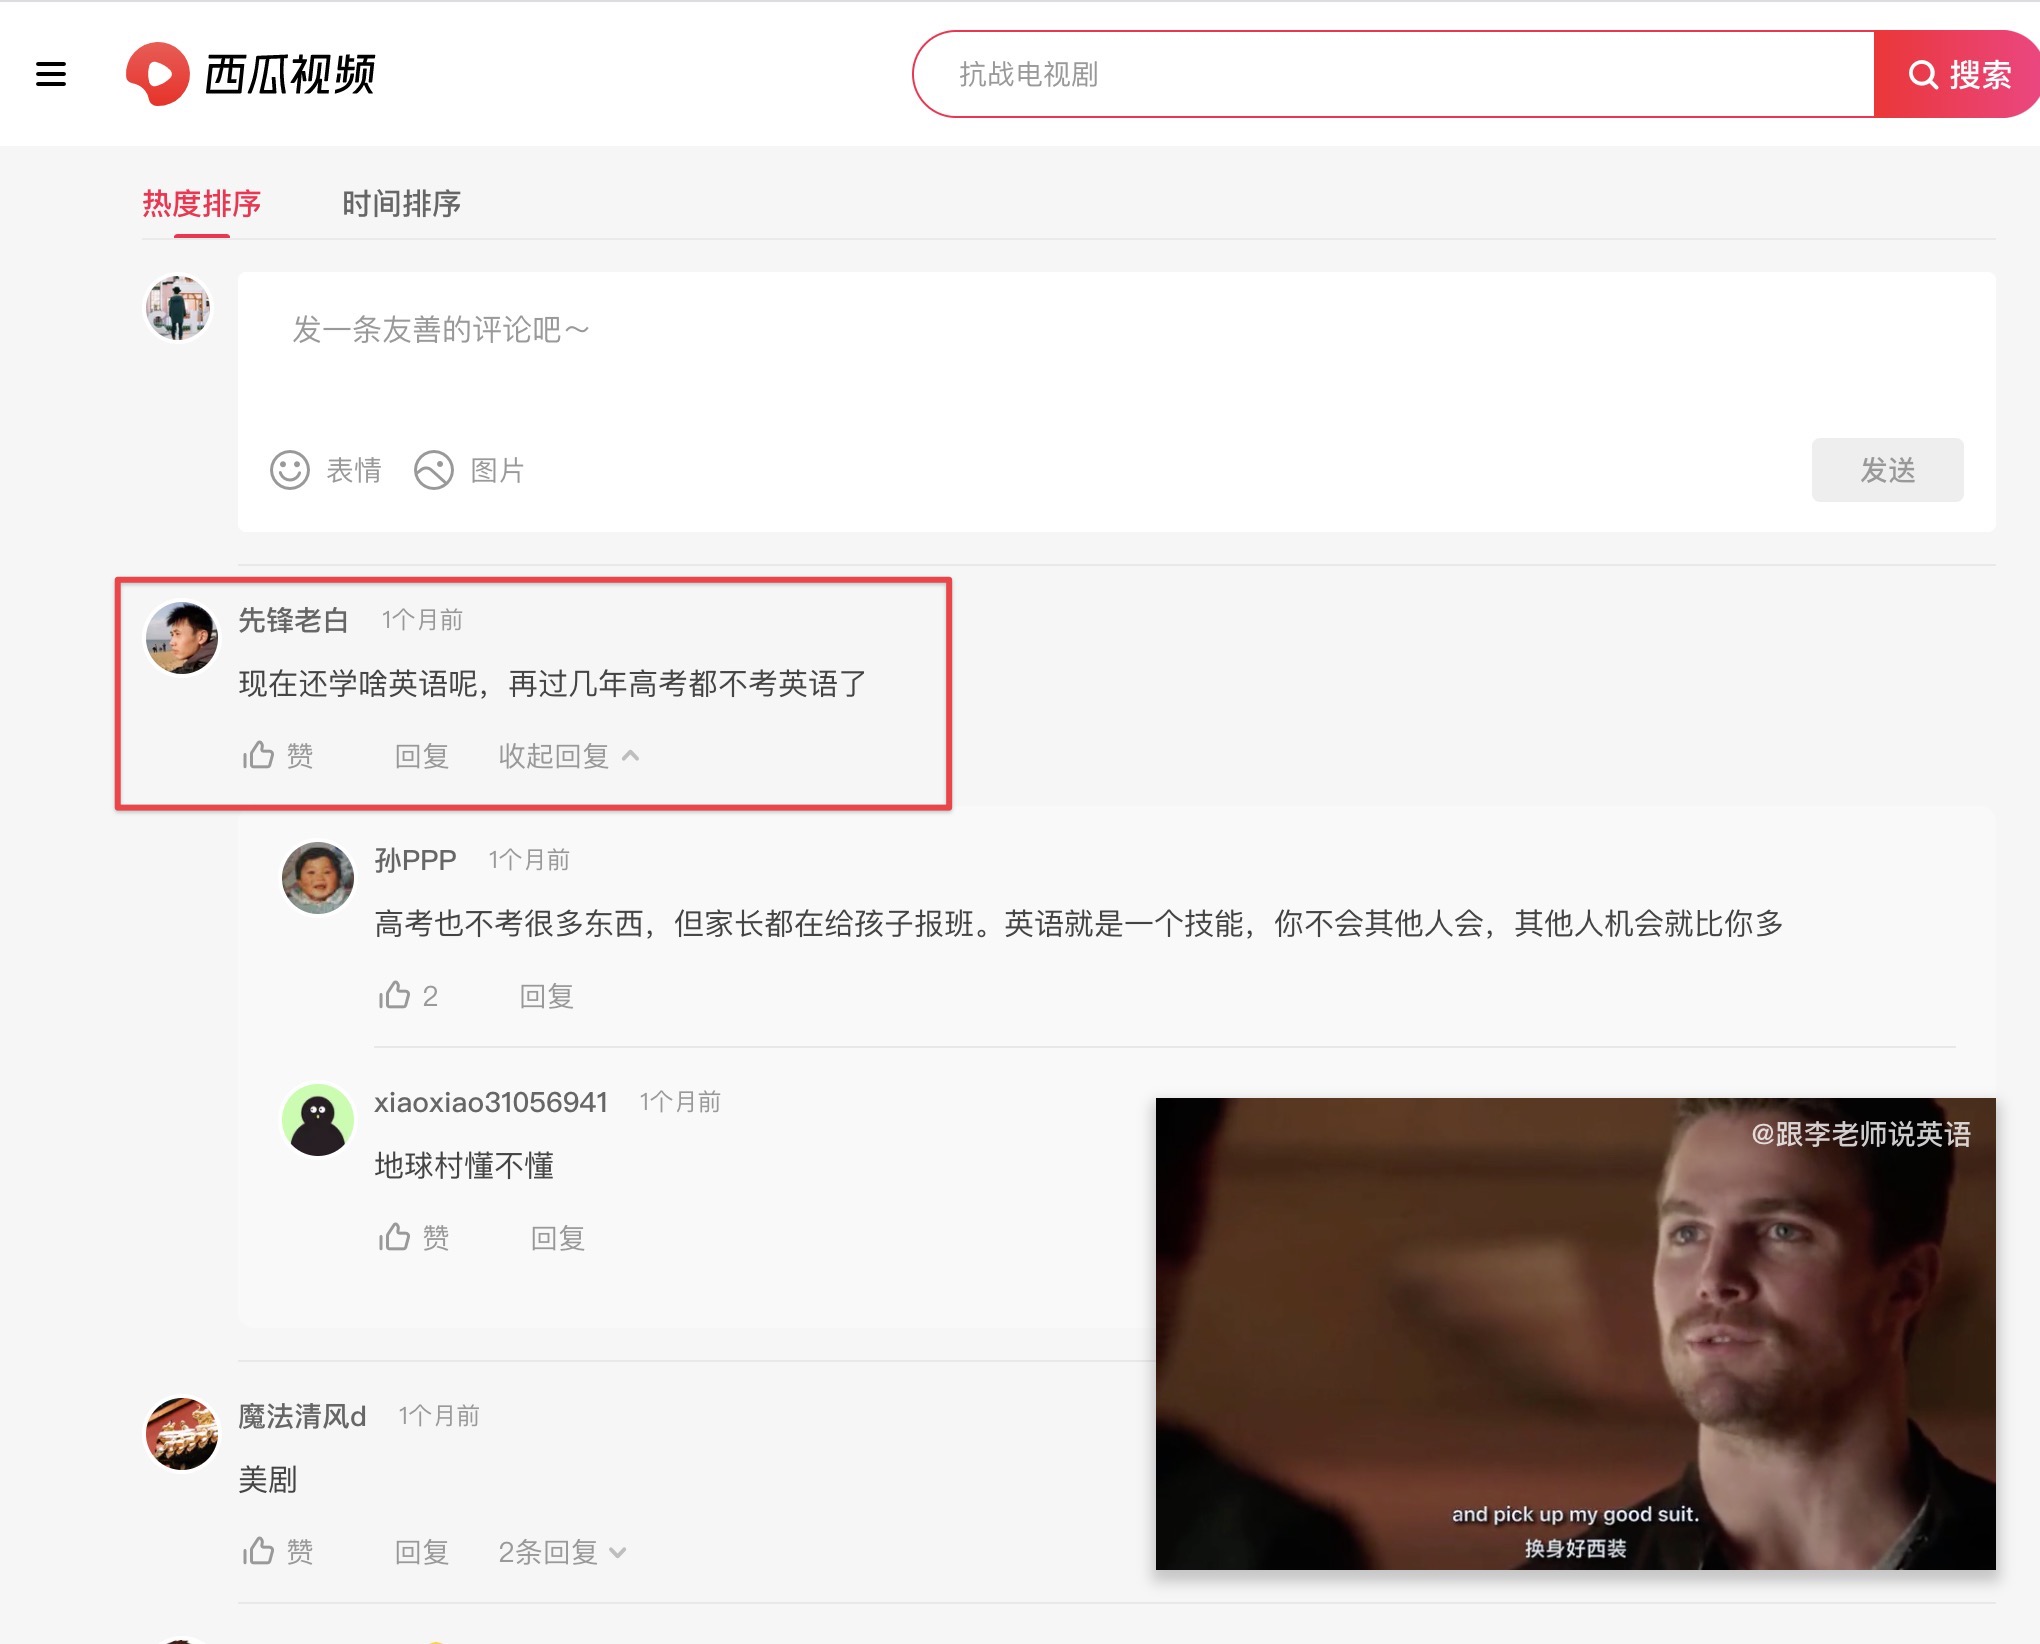 西瓜视频
抗战电视剧
搜索
热度排序 时间排序
发一条友善的评论吧～
表情 图片
发送
先锋老白 1个月前
现在还学啥英语呢，再过几年高考都不考英语了
赞 回复 收起回复
孙PPP 1个月前
高考也不考很多东西，但家长都在给孩子报班。英语就是一个技能，你不会其他人会，其他人机会就比你多
2 回复
xiaoxiao31056941 1个月前
地球村懂不懂
赞 回复
@跟李老师说英语
and pick up my good suit.
换身好西装
魔法清风d 1个月前
美剧
赞 回复 2条回复